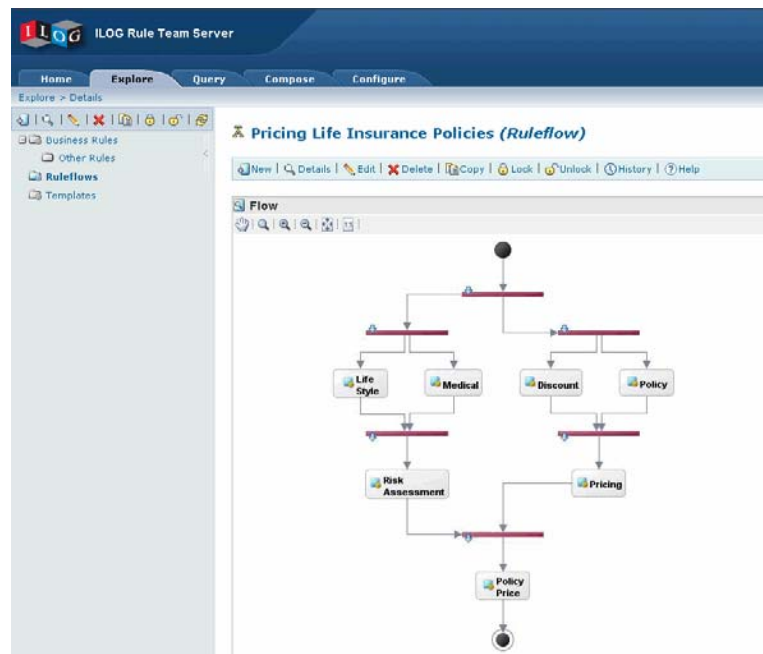 ILOG
ILOG Rule Team Server
Home Explore Query Compose Configure
Explore > Details
Business Rules
Other Rules
Ruleflows
Templates
Pricing Life Insurance Policies (Ruleflow)
New | Details | Edit | Delete | Copy | Lock | Unlock | History | Help
Flow
Life
Style
Medical
Discount
Policy
Risk
Assessment
Pricing
Policy
Price